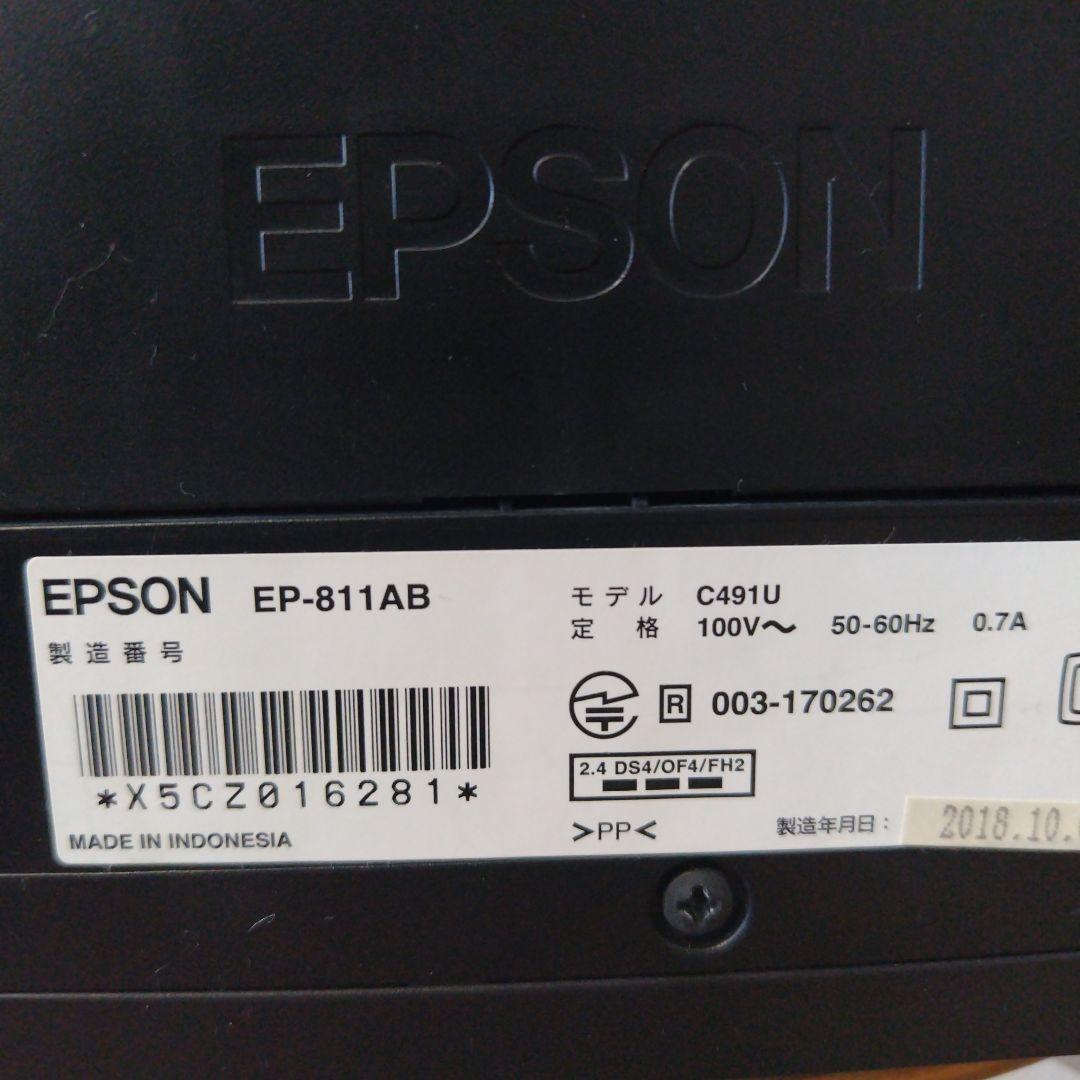 EPSON
EPSON EP-811AB
製造番号
*X5CZ016281*
MADE IN INDONESIA
モデル C491U
定格 100V〜 50-60Hz 0.7A
R 003-170262
2.4 DS4/OF4/FH2
>PP<
製造年月日: 2018.10.